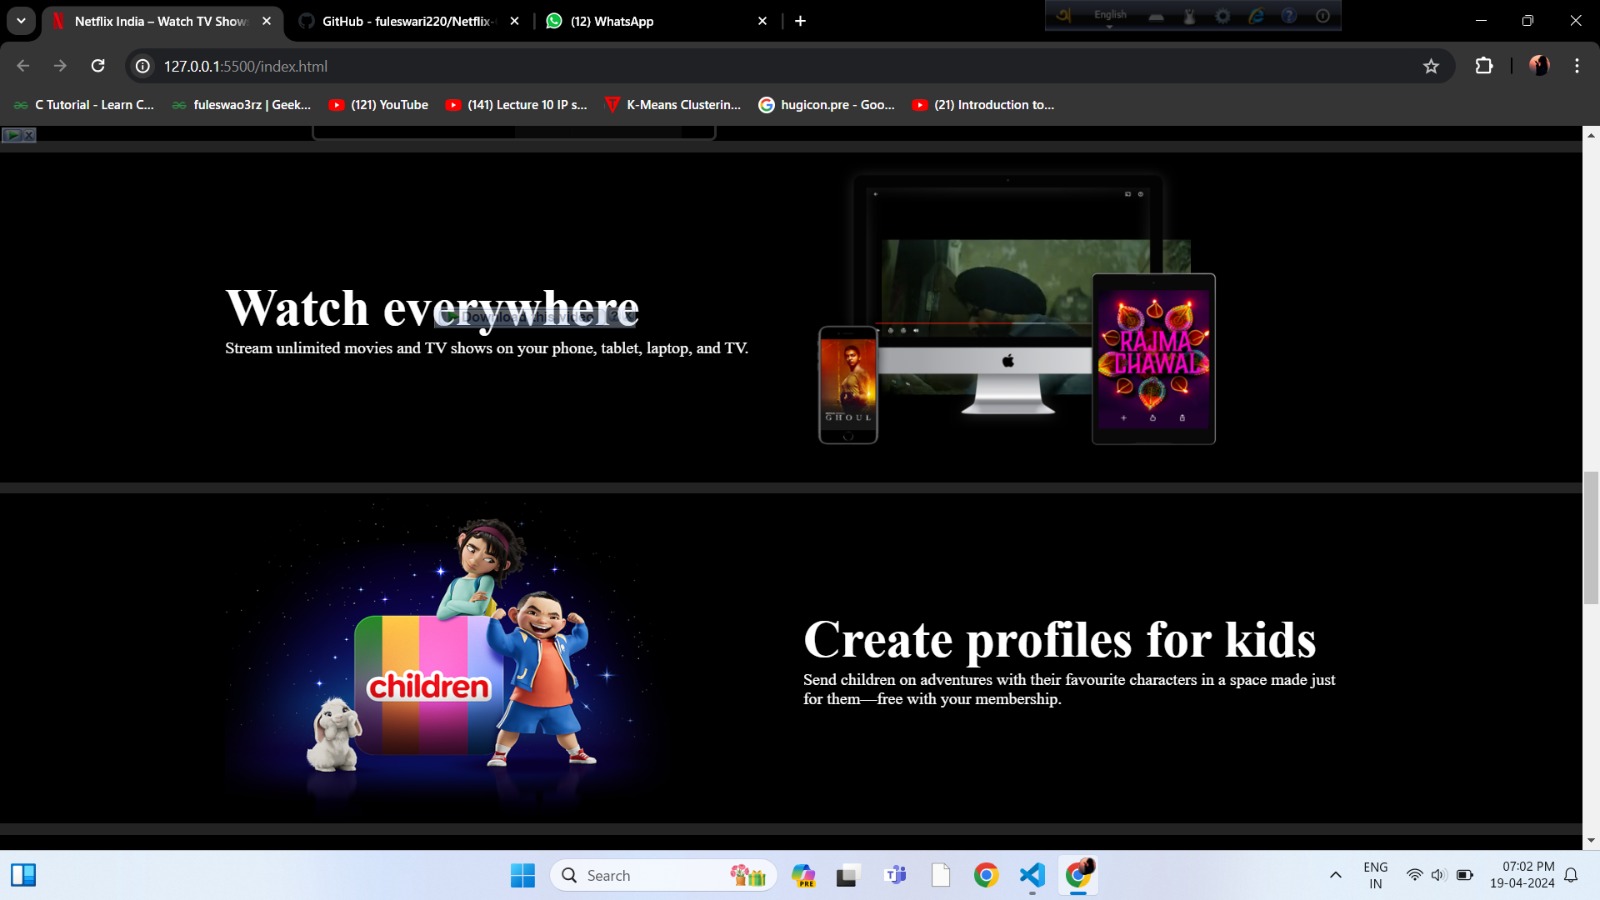 Netflix India – Watch TV Show
GitHub - fuleswari220/Netflix-
(12) WhatsApp
English
127.0.0.1:5500/index.html
C Tutorial - Learn C...
fuleswao3rz | Geek...
(121) YouTube
(141) Lecture 10 IP s...
K-Means Clusterin...
hugicon.pre - Goo...
(21) Introduction to...
Watch everywhere
Download this video
Stream unlimited movies and TV shows on your phone, tablet, laptop, and TV.
GHOUL
RAJMA
CHAWAL
children
Create profiles for kids
Send children on adventures with their favourite characters in a space made just
for them—free with your membership.
Search
PRE
ENG
IN
07:02 PM
19-04-2024